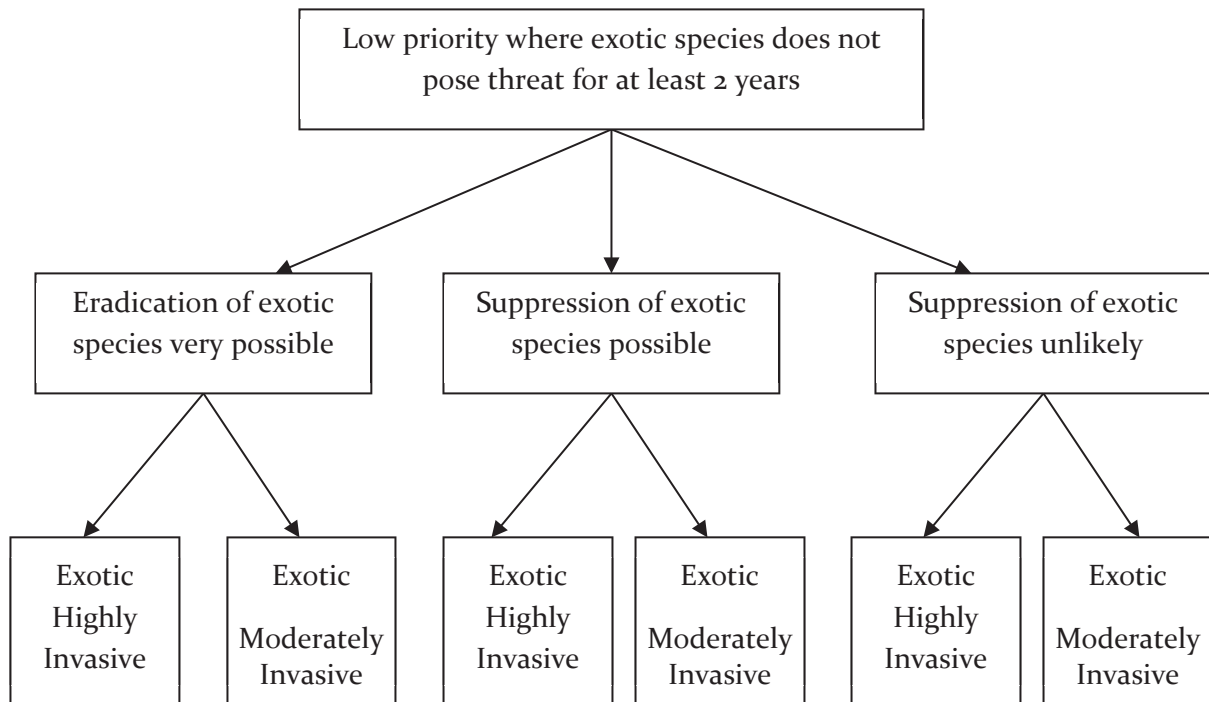 Low priority where exotic species does not
pose threat for at least 2 years
Eradication of exotic
species very possible
Suppression of exotic
species possible
Suppression of exotic
species unlikely
Exotic
Highly
Invasive
Exotic
Moderately
Invasive
Exotic
Highly
Invasive
Exotic
Moderately
Invasive
Exotic
Highly
Invasive
Exotic
Moderately
Invasive